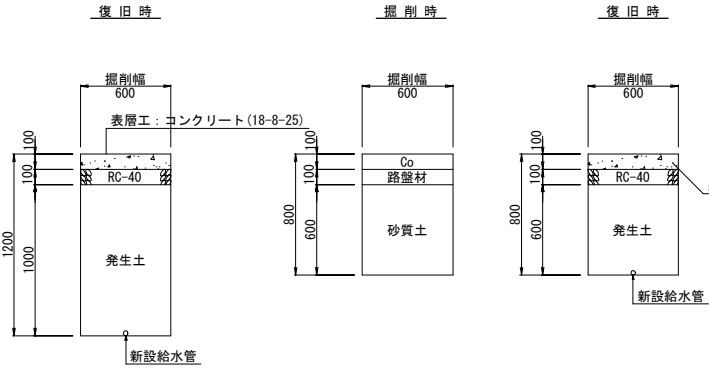 復旧時
掘削幅
600
表層工：コンクリート(18-8-25)
100
100
1000
1200
RC-40
発生土
新設給水管
掘削時
掘削幅
600
100
100
600
800
Co
路盤材
砂質土
復旧時
掘削幅
600
100
100
600
800
RC-40
発生土
新設給水管